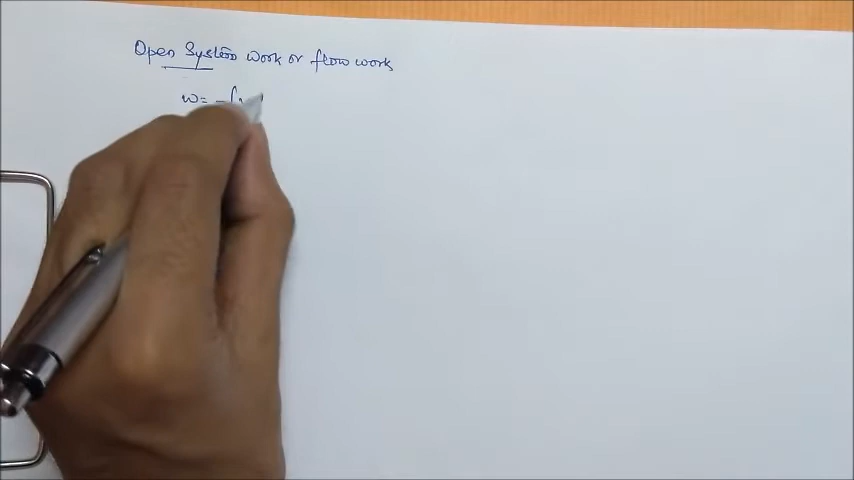 Open System work or flow work
w = - ∫